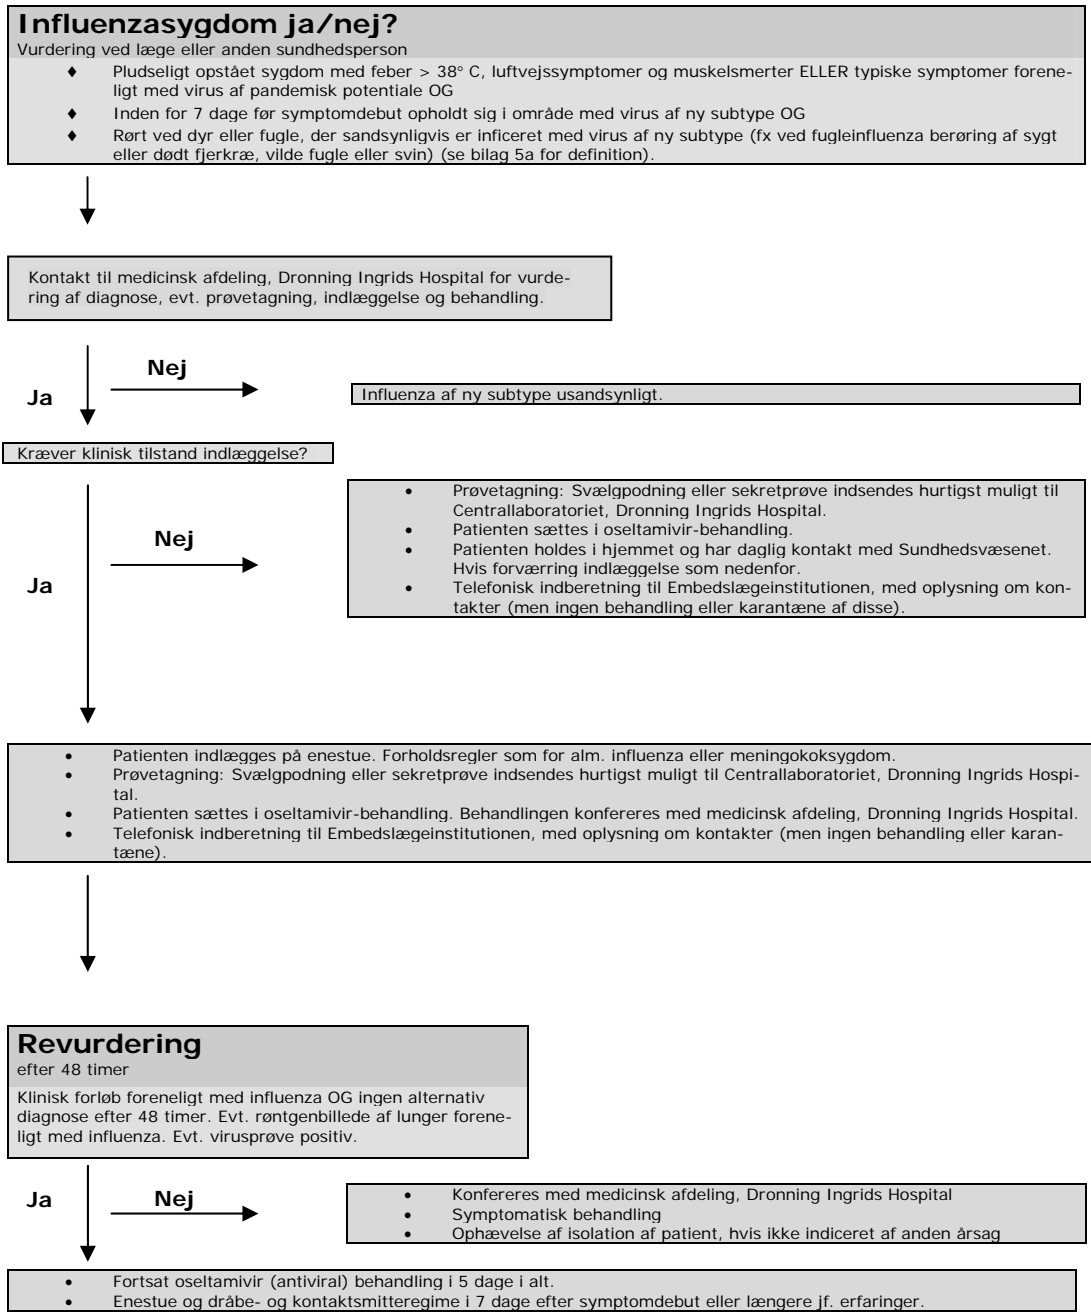 Influenzasygdom ja/nej?
Vurdering ved læge eller anden sundhedsperson
♦ Pludseligt opstået sygdom med feber > 38° C, luftvejssymptomer og muskelsmerter ELLER typiske symptomer forene-
ligt med virus af pandemisk potentiale OG
♦ Inden for 7 dage før symptomdebut opholdt sig i område med virus af ny subtype OG
♦ Rørt ved dyr eller fugle, der sandsynligvis er inficeret med virus af ny subtype (fx ved fugleinfluenza berøring af sygt
eller dødt fjerkræ, vilde fugle eller svin) (se bilag 5a for definition).
Kontakt til medicinsk afdeling, Dronning Ingrids Hospital for vurde-
ring af diagnose, evt. prøvetagning, indlæggelse og behandling.
Nej
Ja
Influenza af ny subtype usandsynligt.
Kræver klinisk tilstand indlæggelse?
• Prøvetagning: Svælgpodning eller sekretprøve indsendes hurtigst muligt til
Centrallaboratoriet, Dronning Ingrids Hospital.
• Patienten sættes i oseltamivir-behandling.
• Patienten holdes i hjemmet og har daglig kontakt med Sundhedsvæsenet.
Hvis forværring indlæggelse som nedenfor.
• Telefonisk indberetning til Embedslægeinstitutionen, med oplysning om kon-
takter (men ingen behandling eller karantæne af disse).
Nej
Ja
• Patienten indlægges på enestue. Forholdsregler som for alm. influenza eller meningokoksygdom.
• Prøvetagning: Svælgpodning eller sekretprøve indsendes hurtigst muligt til Centrallaboratoriet, Dronning Ingrids Hospi-
tal.
• Patienten sættes i oseltamivir-behandling. Behandlingen konfereres med medicinsk afdeling, Dronning Ingrids Hospital.
• Telefonisk indberetning til Embedslægeinstitutionen, med oplysning om kontakter (men ingen behandling eller karan-
tæne).
Revurdering
efter 48 timer
Klinisk forløb foreneligt med influenza OG ingen alternativ
diagnose efter 48 timer. Evt. røntgenbillede af lunger forene-
ligt med influenza. Evt. virusprøve positiv.
Ja
Nej
• Konfereres med medicinsk afdeling, Dronning Ingrids Hospital
• Symptomatisk behandling
• Ophævelse af isolation af patient, hvis ikke indiceret af anden årsag
• Fortsat oseltamivir (antiviral) behandling i 5 dage i alt.
• Enestue og dråbe- og kontaktsmitteregime i 7 dage efter symptomdebut eller længere jf. erfaringer.